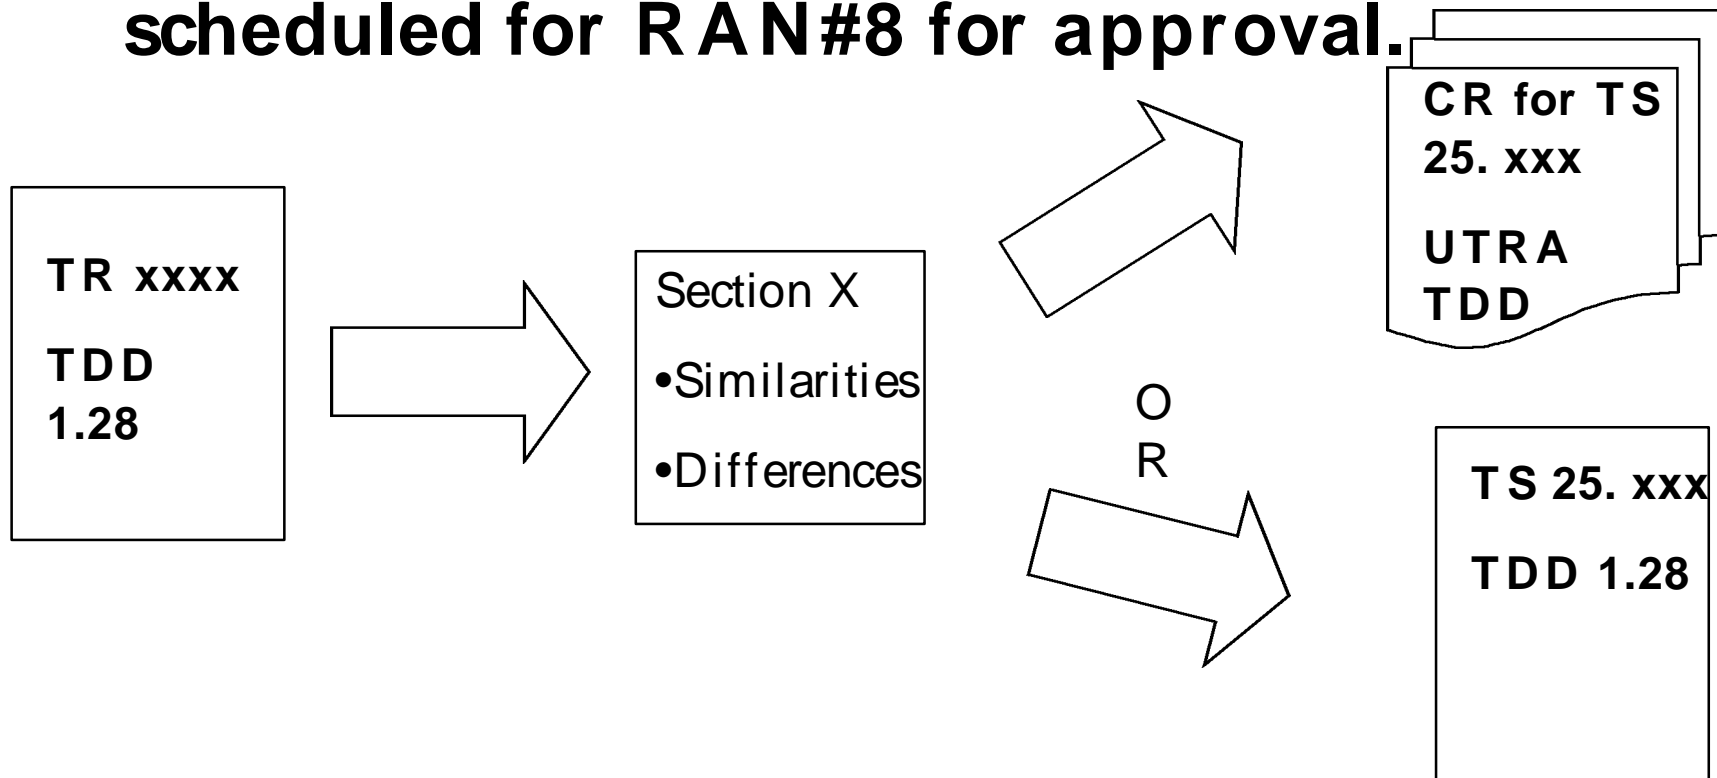 scheduled for RAN#8 for approval.
TR xxxx
TDD
1.28
Section X
•Similarities
•Differences
O
R
CR for TS
25. xxx
UTRA
TDD
TS 25. xxx
TDD 1.28